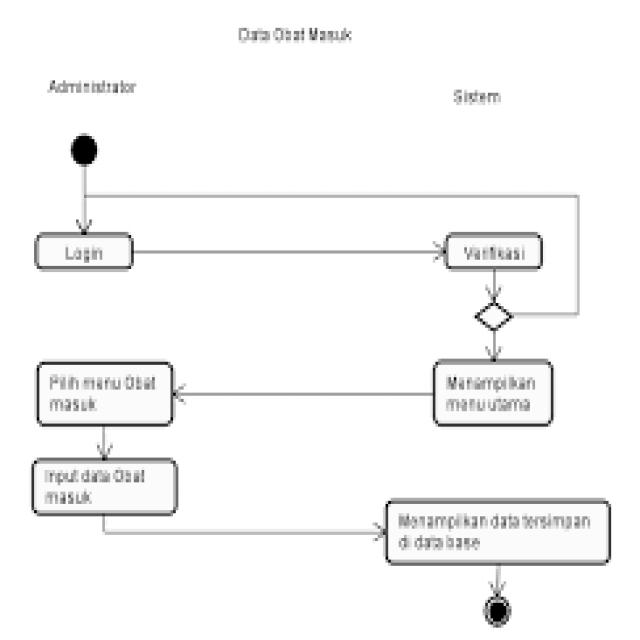 Data Obat Masuk
Administrator
Sistem
Login
Verifikasi
Pilih menu Obat
masuk
Menampilkan
menu utama
Input data Obat
masuk
Menampilkan data tersimpan
di data base